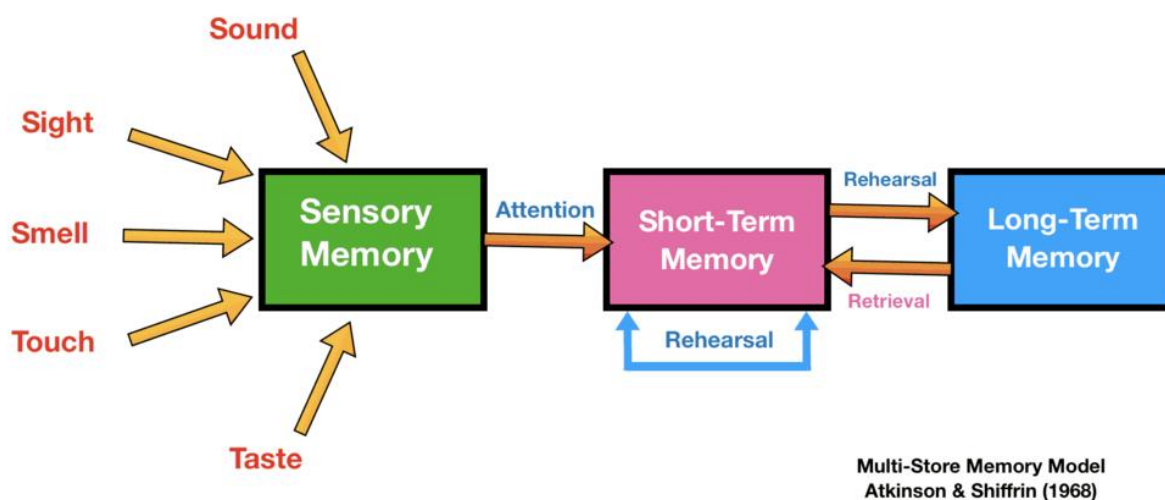 Sound
Sight
Smell
Touch
Taste
Sensory
Memory
Attention
Short-Term
Memory
Rehearsal
Rehearsal
Retrieval
Long-Term
Memory
Multi-Store Memory Model
Atkinson & Shiffrin (1968)